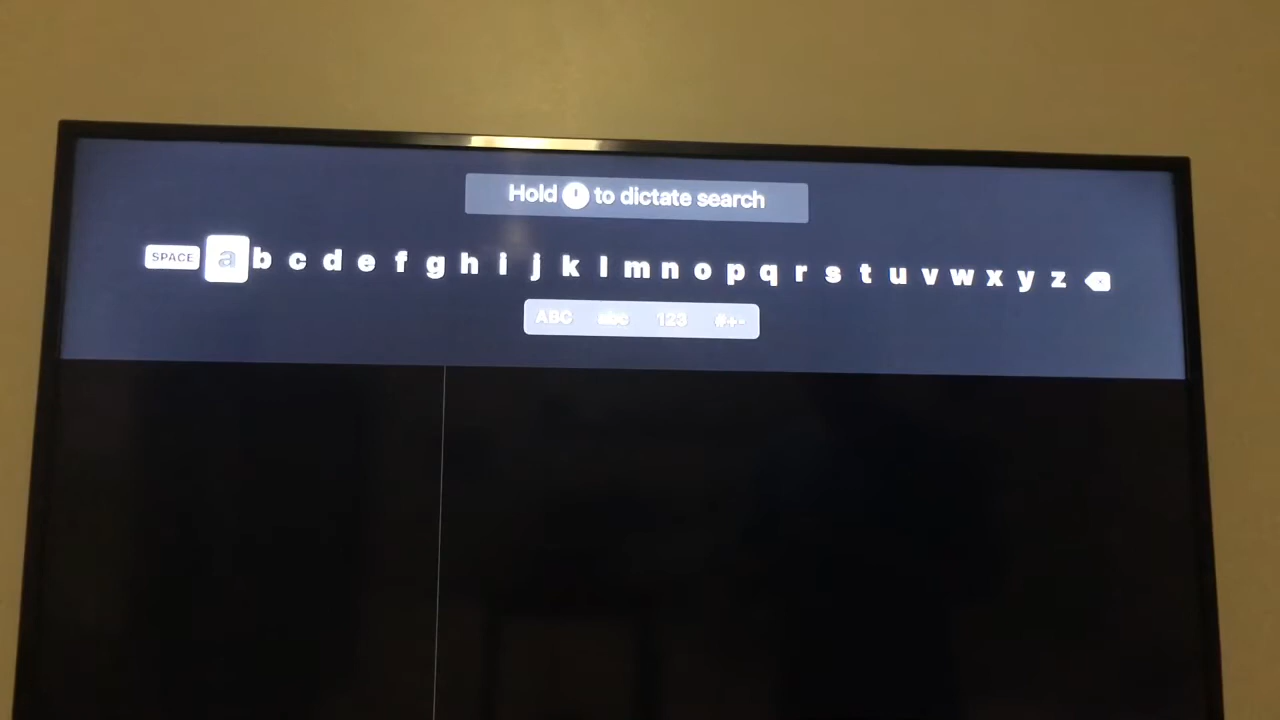 Hold to dictate search
SPACE a b c d e f g h i j k l m n o p q r s t u v w x y z
ABC abc 123 #+-